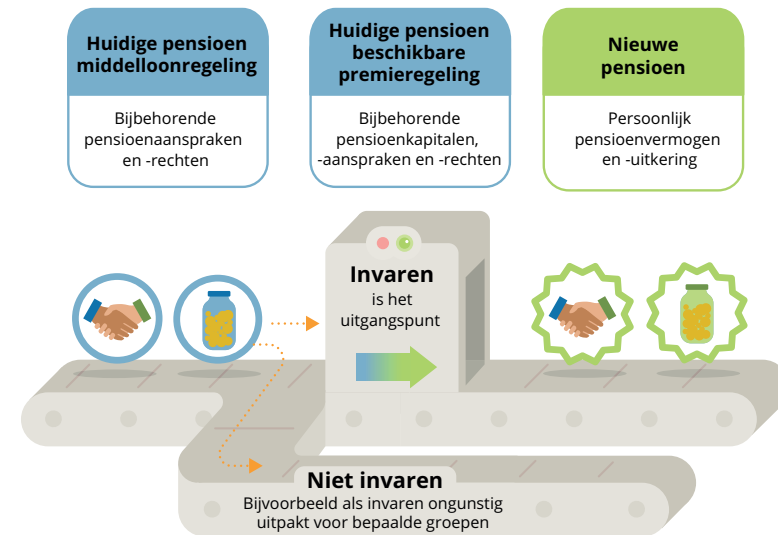 Huidige pensioen
middelloonregeling
Bijbehorende
pensioenaanspraken
en -rechten
Huidige pensioen
beschikbare
premieregeling
Bijbehorende
pensioenkapitalen,
-aanspraken en -rechten
Nieuwe
pensioen
Persoonlijk
pensioenvermogen
en -uitkering
Invaren
is het
uitgangspunt
Niet invaren
Bijvoorbeeld als invaren ongunstig
uitpakt voor bepaalde groepen